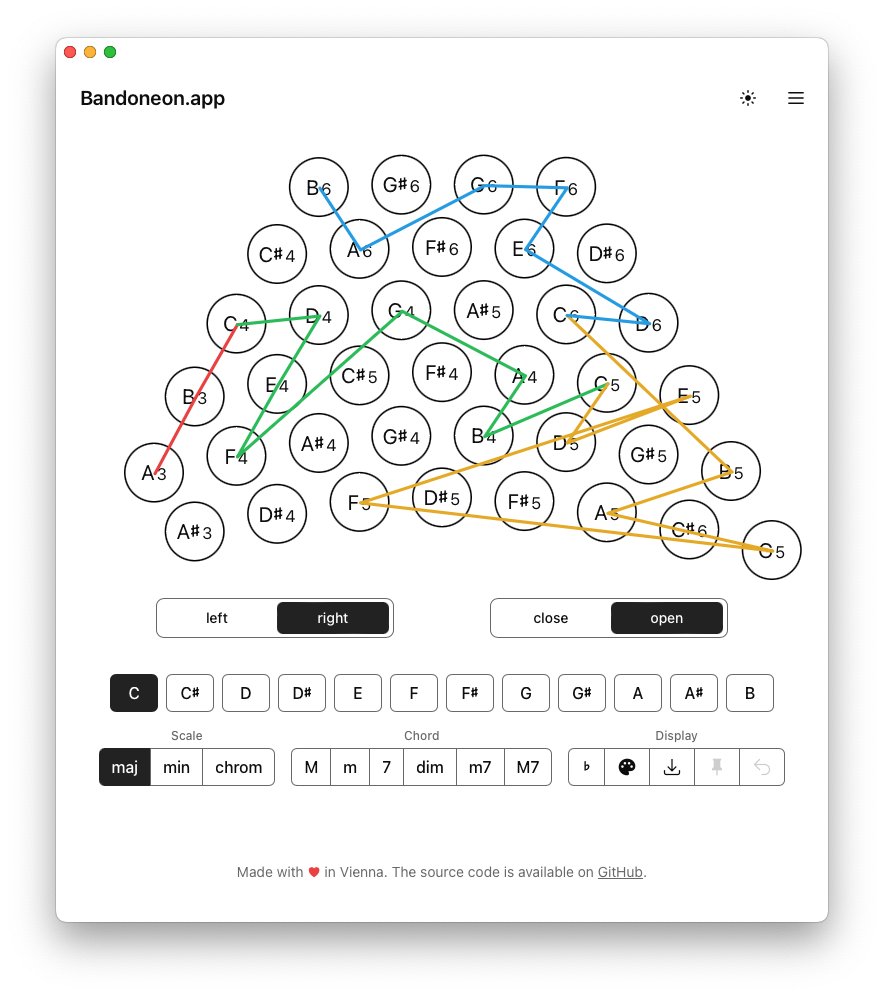 Bandoneon.app
B6 G♯6 G6 F6
C♯4 A6 F♯6 E6 D♯6
C4 D4 G4 A♯5 C6 D6
B3 E4 C♯5 F♯4 A4 C5 E5
A3 F4 A♯4 G♯4 B4 D5 G♯5 B5
A♯3 D♯4 F5 D♯5 F♯5 A5 C♯6 G5
left right close open
C C♯ D D♯ E F F♯ G G♯ A A♯ B
Scale Chord Display
maj min chrom M m 7 dim m7 M7 ♭
Made with ♥ in Vienna. The source code is available on GitHub.